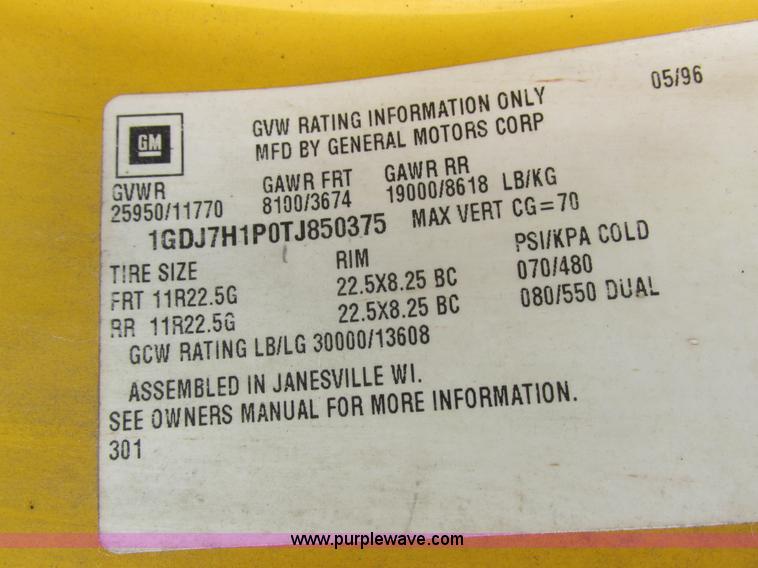 05/96
GM
GVW RATING INFORMATION ONLY
MFD BY GENERAL MOTORS CORP
GVWR GAWR FRT GAWR RR
25950/11770 8100/3674 19000/8618 LB/KG
1GDJ7H1P0TJ850375 MAX VERT CG=70
TIRE SIZE RIM PSI/KPA COLD
FRT 11R22.5G 22.5X8.25 BC 070/480
RR 11R22.5G 22.5X8.25 BC 080/550 DUAL
GCW RATING LB/LG 30000/13608
ASSEMBLED IN JANESVILLE WI.
SEE OWNERS MANUAL FOR MORE INFORMATION.
301
www.purplewave.com